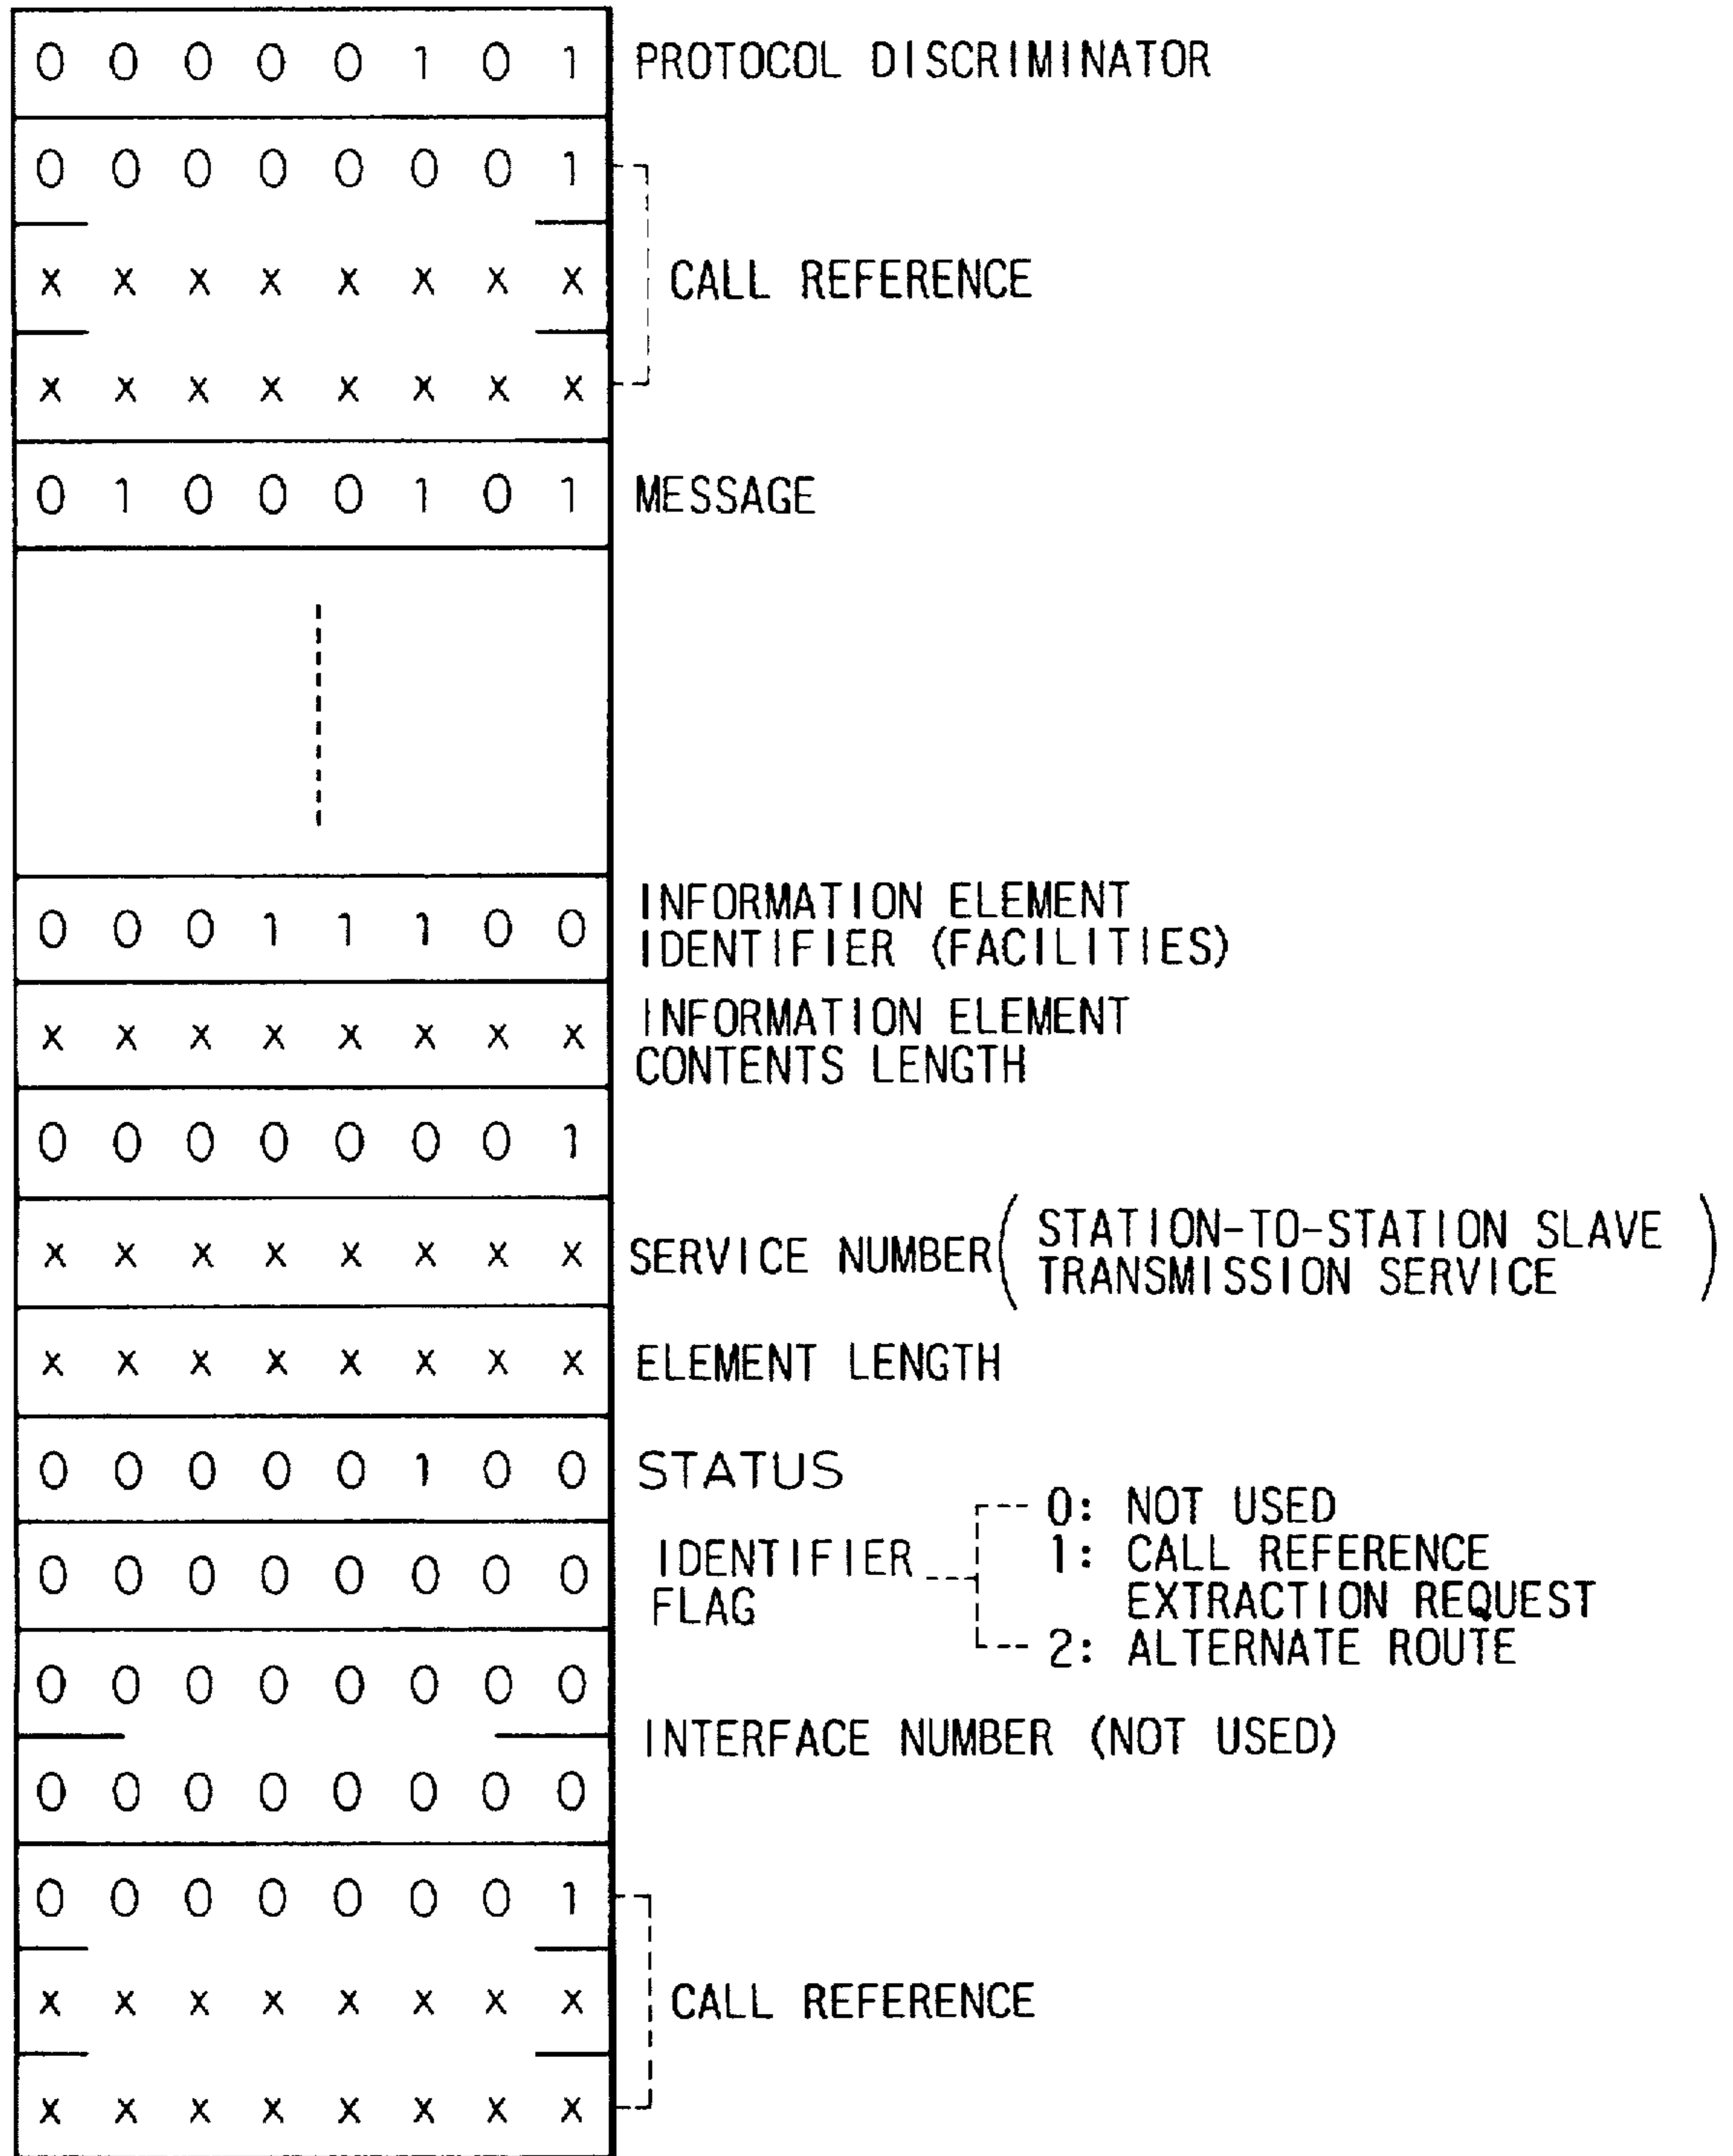 0 0 0 0 0 1 0 1 PROTOCOL DISCRIMINATOR
0 0 0 0 0 0 0 1
x x x x x x x x CALL REFERENCE
x x x x x x x x
0 1 0 0 0 1 0 1 MESSAGE
INFORMATION ELEMENT
0 0 0 1 1 1 0 0 IDENTIFIER (FACILITIES)
INFORMATION ELEMENT
x x x x x x x x CONTENTS LENGTH
0 0 0 0 0 0 0 1
x x x x x x x x SERVICE NUMBER ( STATION-TO-STATION SLAVE
TRANSMISSION SERVICE )
x x x x x x x x ELEMENT LENGTH
0 0 0 0 0 1 0 0 STATUS
0 0 0 0 0 0 0 0 IDENTIFIER
FLAG
0: NOT USED
1: CALL REFERENCE
EXTRACTION REQUEST
2: ALTERNATE ROUTE
0 0 0 0 0 0 0 0
INTERFACE NUMBER (NOT USED)
0 0 0 0 0 0 0 0
0 0 0 0 0 0 0 1
x x x x x x x x CALL REFERENCE
x x x x x x x x